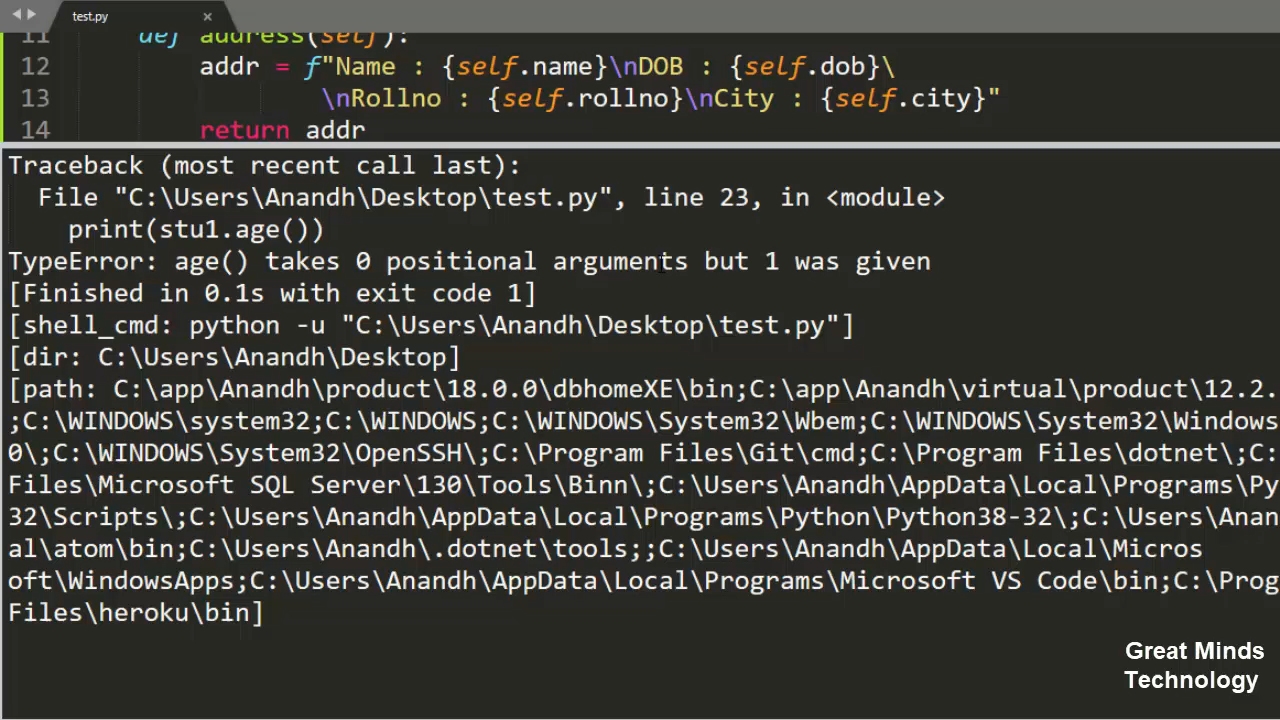 test.py ×
11 def address(self):
12 addr = f"Name : {self.name}\nDOB : {self.dob}\
13 \nRollno : {self.rollno}\nCity : {self.city}"
14 return addr
Traceback (most recent call last):
File "C:\Users\Anandh\Desktop\test.py", line 23, in <module>
print(stu1.age())
TypeError: age() takes 0 positional arguments but 1 was given
[Finished in 0.1s with exit code 1]
[shell_cmd: python -u "C:\Users\Anandh\Desktop\test.py"]
[dir: C:\Users\Anandh\Desktop]
[path: C:\app\Anandh\product\18.0.0\dbhomeXE\bin;C:\app\Anandh\virtual\product\12.2.
;C:\WINDOWS\system32;C:\WINDOWS;C:\WINDOWS\System32\Wbem;C:\WINDOWS\System32\Windows
0\;C:\WINDOWS\System32\OpenSSH\;C:\Program Files\Git\cmd;C:\Program Files\dotnet\;C:
Files\Microsoft SQL Server\130\Tools\Binn\;C:\Users\Anandh\AppData\Local\Programs\Py
32\Scripts\;C:\Users\Anandh\AppData\Local\Programs\Python\Python38-32\;C:\Users\Anan
al\atom\bin;C:\Users\Anandh\.dotnet\tools;;C:\Users\Anandh\AppData\Local\Micros
oft\WindowsApps;C:\Users\Anandh\AppData\Local\Programs\Microsoft VS Code\bin;C:\Prog
Files\heroku\bin]
Great Minds
Technology